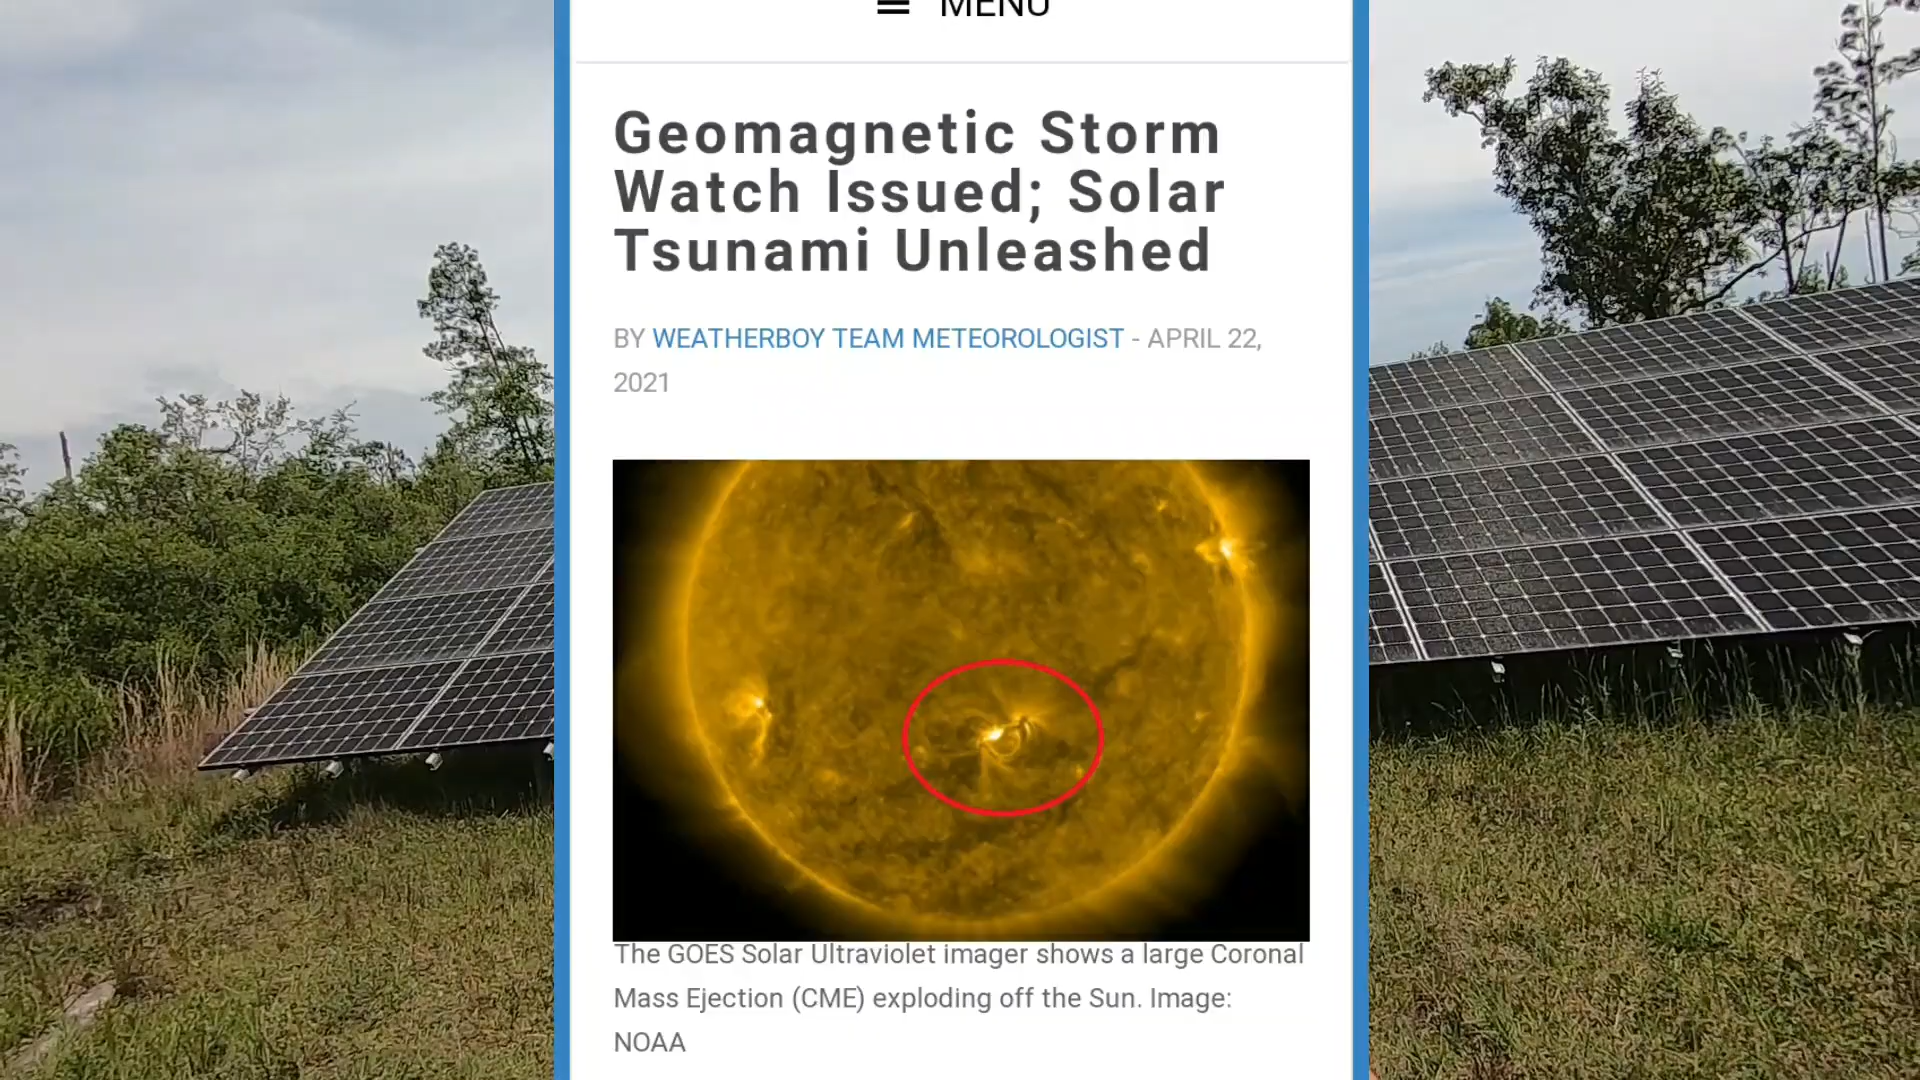 MENU
Geomagnetic Storm
Watch Issued; Solar
Tsunami Unleashed
BY WEATHERBOY TEAM METEOROLOGIST - APRIL 22,
2021
The GOES Solar Ultraviolet imager shows a large Coronal
Mass Ejection (CME) exploding off the Sun. Image:
NOAA